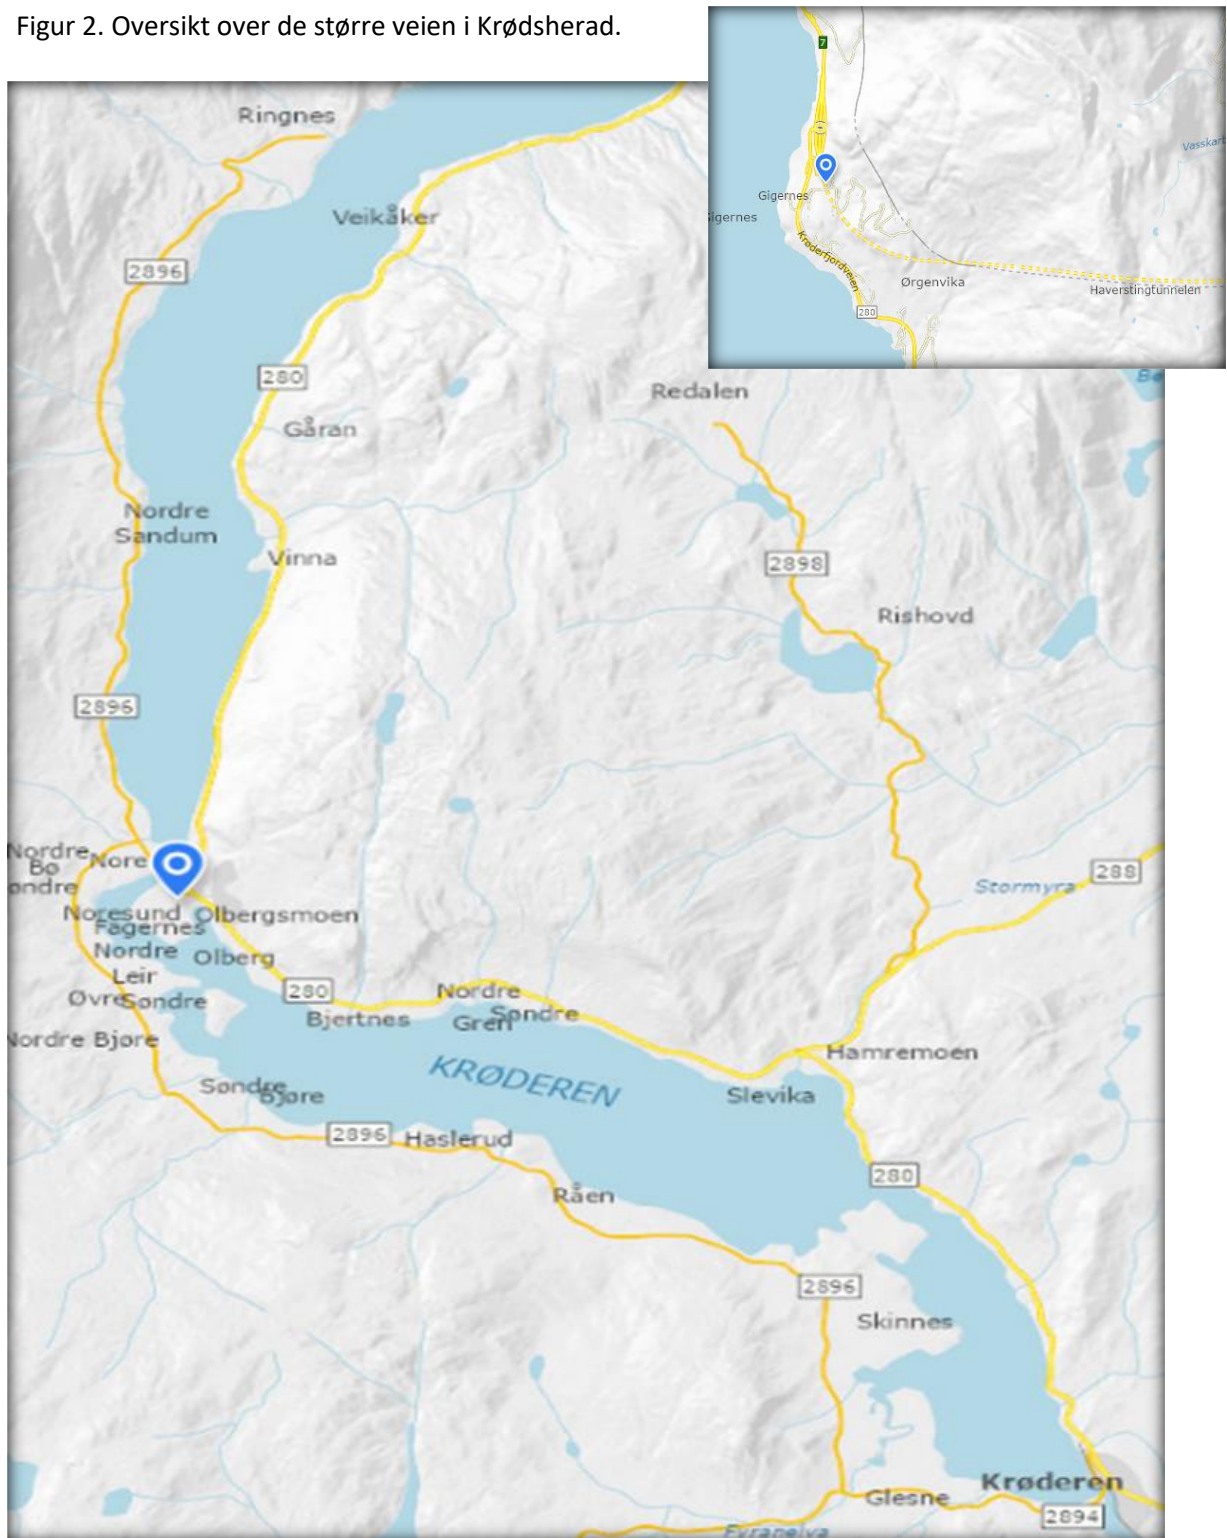 Figur 2. Oversikt over de større veien i Krødsherad.
7
Vasskart
Gigernes
Gigernes
Krøderfjordveien
Ørgenvika
Haverstingtunnelen
280
Ringnes
Veikåker
2896
280
Redalen
Gåran
Nordre
Sandum
Vinna
2898
Rishovd
2896
Nordre
Bø
Nore
Stormyra
288
Noresund
Olbergsmoen
Fagernes
Nordre
Olberg
Leir
Øvre
Søndre
280
Nordre
Søndre
Bjertnes
Gren
Nordre Bjøre
Hamremoen
KRØDEREN
Søndre
Bjøre
Slevika
2896
Haslerud
280
Råen
2896
Skinnes
Krøderen
Glesne
2894
Fyranelva